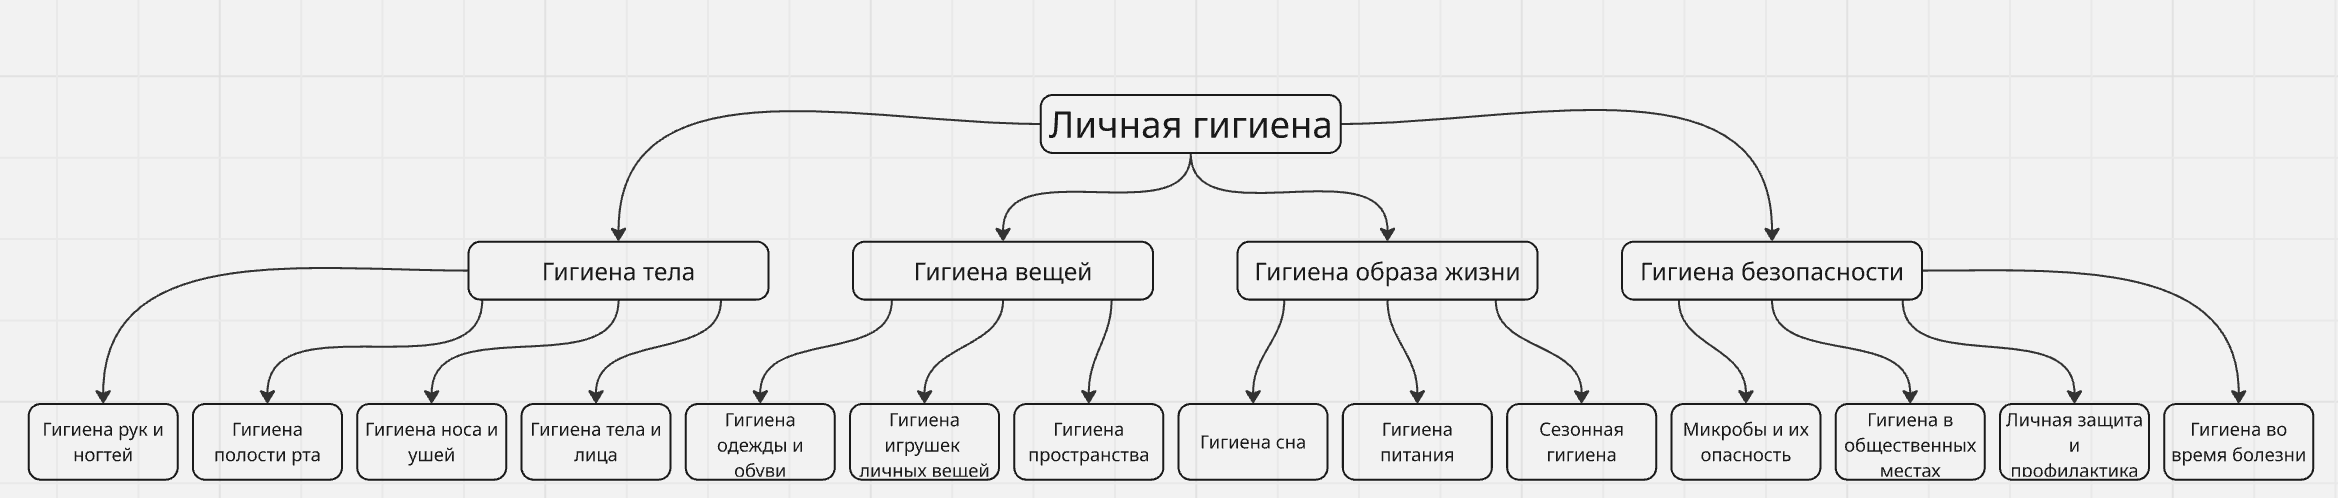 Личная гигиена
Гигиена тела
Гигиена вещей
Гигиена образа жизни
Гигиена безопасности
Гигиена рук и
ногтей
Гигиена
полости рта
Гигиена носа и
ушей
Гигиена тела и
лица
Гигиена
одежды и
обуви
Гигиена
игрушек
личных вещей
Гигиена
пространства
Гигиена сна
Гигиена
питания
Сезонная
гигиена
Микробы и их
опасность
Гигиена в
общественных
местах
Личная защита
и
профилактика
Гигиена во
время болезни